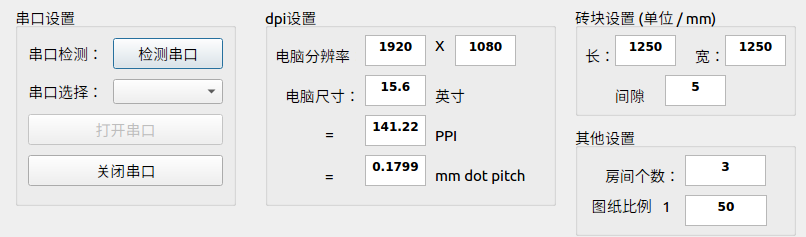 串口设置
串口检测：
检测串口
串口选择：
打开串口
关闭串口
dpi设置
电脑分辨率 1920 X 1080
电脑尺寸： 15.6 英寸
= 141.22 PPI
= 0.1799 mm dot pitch
砖块设置 (单位 / mm)
长： 1250 宽： 1250
间隙 5
其他设置
房间个数： 3
图纸比例 1 50